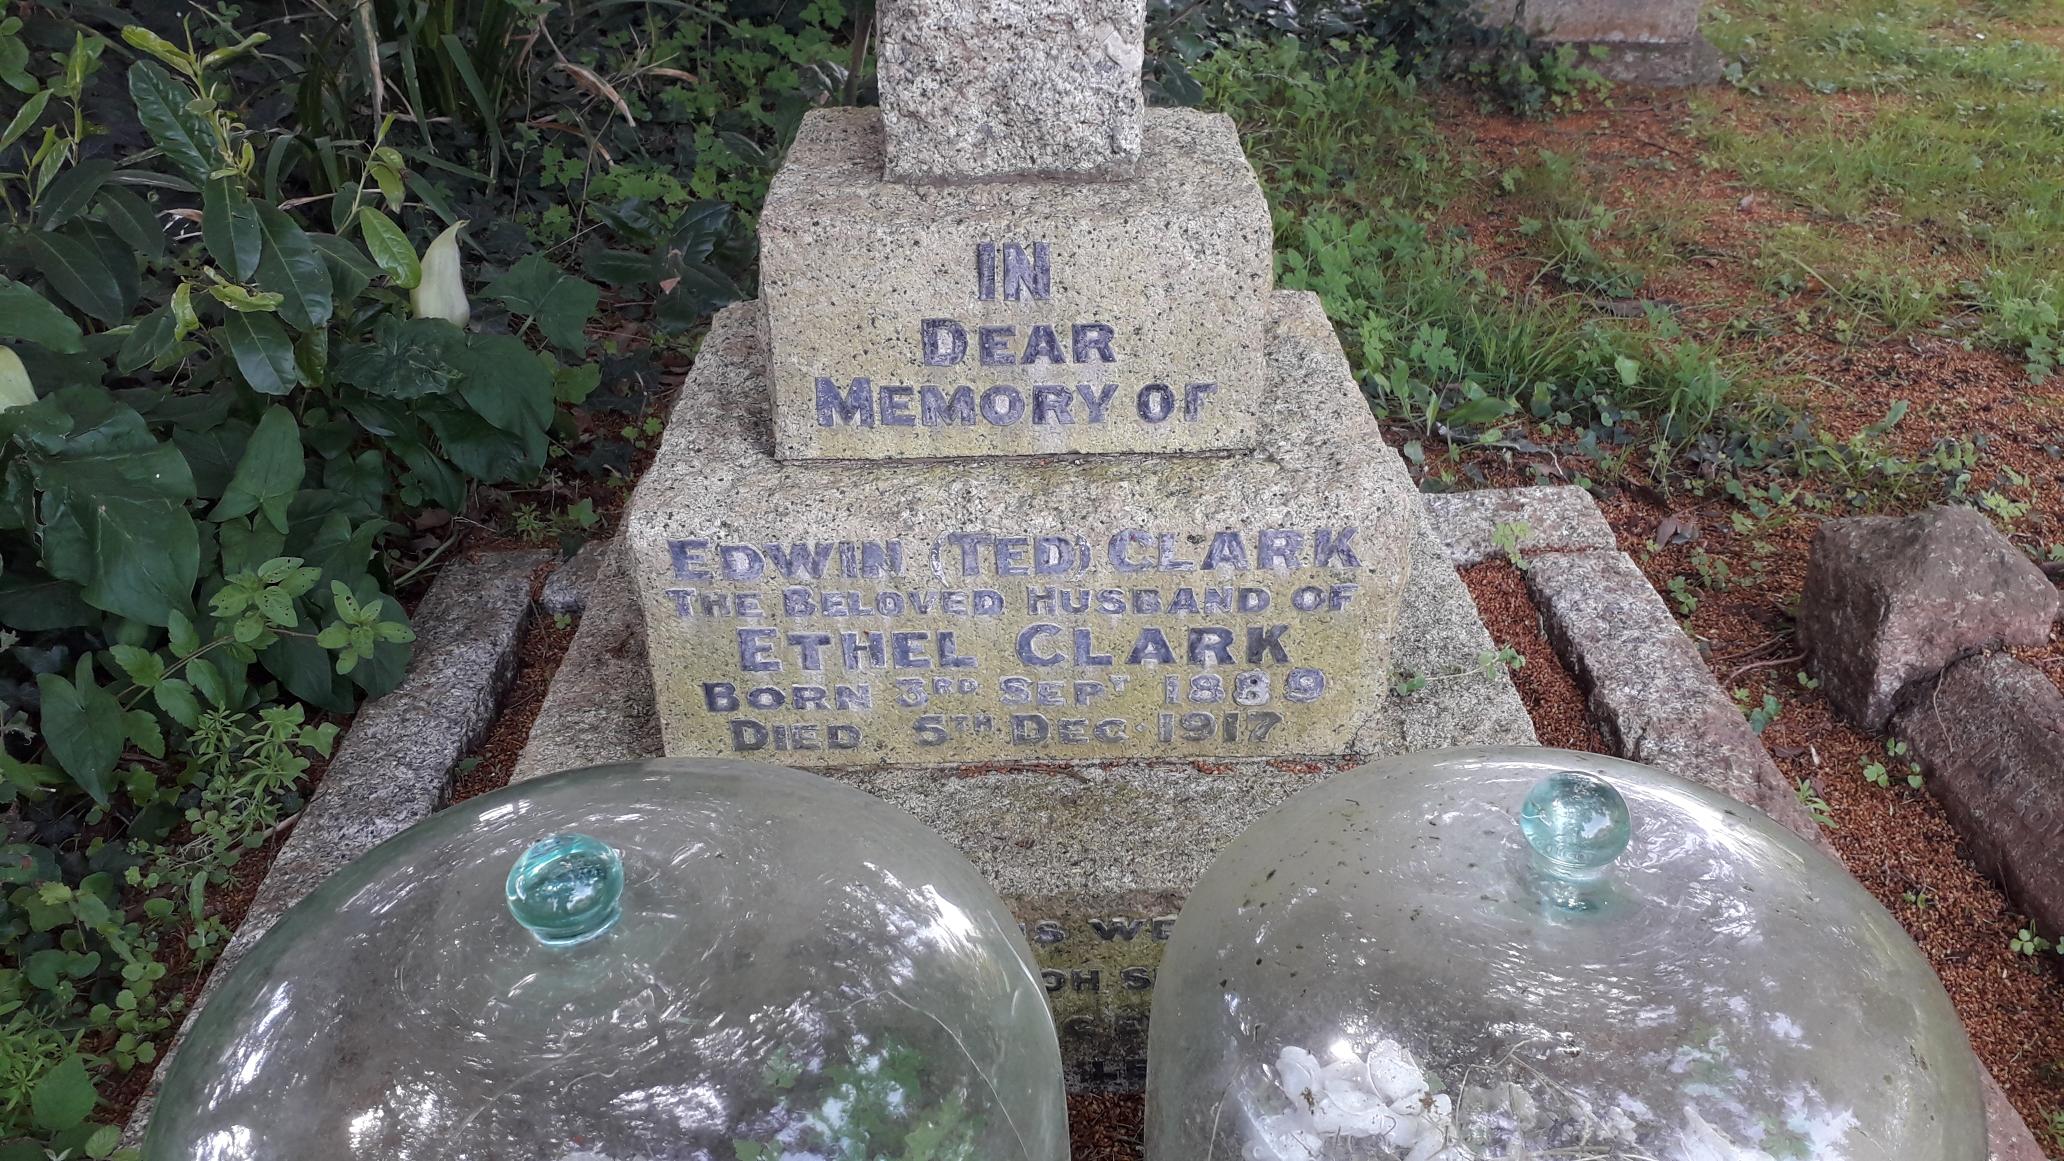 IN
DEAR
MEMORY OF
EDWIN (TED) CLARK
THE BELOVED HUSBAND OF
ETHEL CLARK
BORN 3RD SEPT 1889
DIED 5TH DEC. 1917
OH